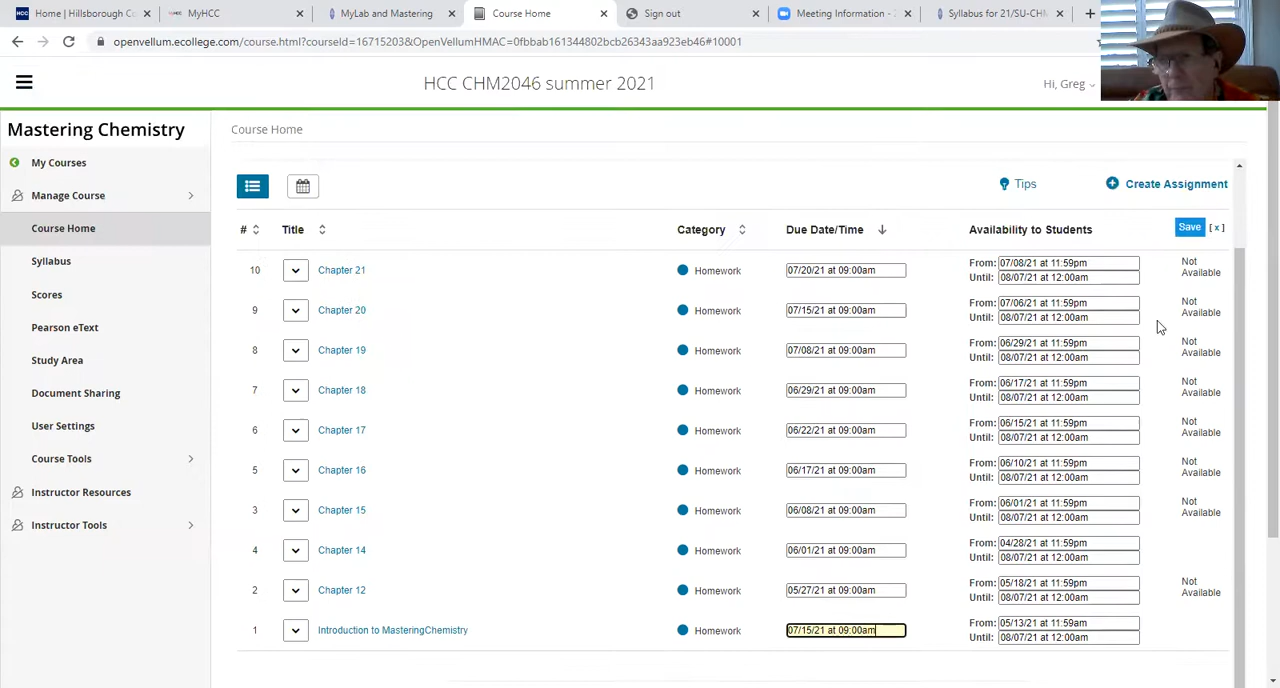 Home | Hillsborough C
MyHCC
MyLab and Mastering
Course Home
Sign out
Meeting Information -
Syllabus for 21/SU-CH
openvellum.ecollege.com/course.html?courseId=16715203&OpenVellumHMAC=0fbbab161344802bcb26343aa923eb46#10001
HCC CHM2046 summer 2021
Hi, Greg
Mastering Chemistry
My Courses
Manage Course
Course Home
Syllabus
Scores
Pearson eText
Study Area
Document Sharing
User Settings
Course Tools
Instructor Resources
Instructor Tools
Course Home
Tips
Create Assignment
# Title Category Due Date/Time Availability to Students Save [ x ]
10 Chapter 21 Homework 07/20/21 at 09:00am From: 07/08/21 at 11:59pm Not
Until: 08/07/21 at 12:00am Available
9 Chapter 20 Homework 07/15/21 at 09:00am From: 07/06/21 at 11:59pm Not
Until: 08/07/21 at 12:00am Available
8 Chapter 19 Homework 07/08/21 at 09:00am From: 06/29/21 at 11:59pm Not
Until: 08/07/21 at 12:00am Available
7 Chapter 18 Homework 06/29/21 at 09:00am From: 06/17/21 at 11:59pm Not
Until: 08/07/21 at 12:00am Available
6 Chapter 17 Homework 06/22/21 at 09:00am From: 06/15/21 at 11:59pm Not
Until: 08/07/21 at 12:00am Available
5 Chapter 16 Homework 06/17/21 at 09:00am From: 06/10/21 at 11:59pm Not
Until: 08/07/21 at 12:00am Available
3 Chapter 15 Homework 06/08/21 at 09:00am From: 06/01/21 at 11:59pm Not
Until: 08/07/21 at 12:00am Available
4 Chapter 14 Homework 06/01/21 at 09:00am From: 04/28/21 at 11:59pm
Until: 08/07/21 at 12:00am
2 Chapter 12 Homework 05/27/21 at 09:00am From: 05/18/21 at 11:59pm Not
Until: 08/07/21 at 12:00am Available
1 Introduction to MasteringChemistry Homework 07/15/21 at 09:00am From: 05/13/21 at 11:59am
Until: 08/07/21 at 12:00am